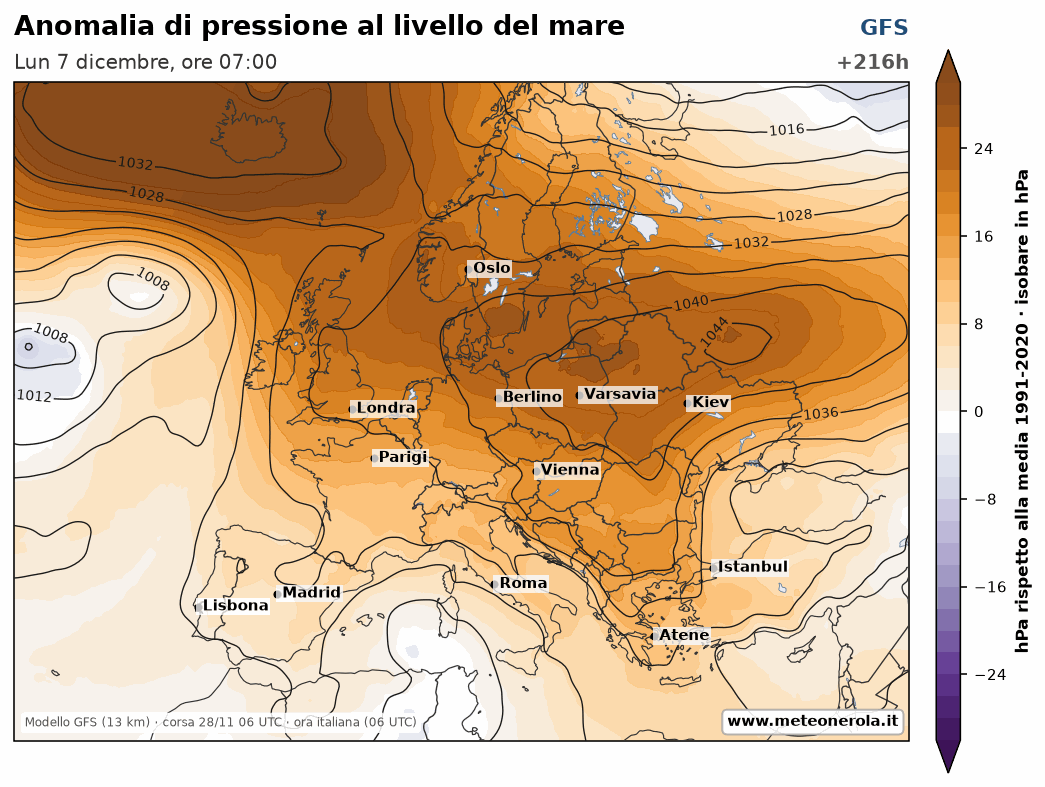 Anomalia di pressione al livello del mare
GFS
Lun 7 dicembre, ore 07:00
+216h
1016
1032
1028
1028
1032
1008
1040
1008
1044
1012
1036
Oslo
Berlino
Varsavia
Kiev
Londra
Parigi
Vienna
Istanbul
Roma
Madrid
Lisbona
Atene
24
16
8
0
−8
−16
−24
hPa rispetto alla media 1991-2020 · isobare in hPa
Modello GFS (13 km) · corsa 28/11 06 UTC · ora italiana (06 UTC)
www.meteonerola.it